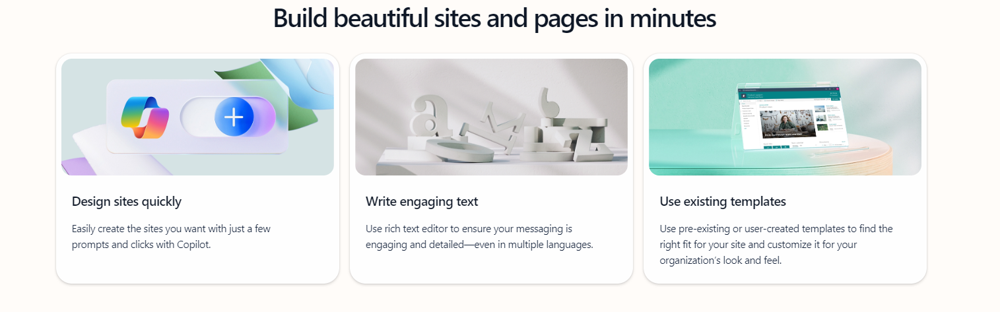 Build beautiful sites and pages in minutes
Design sites quickly
Easily create the sites you want with just a few
prompts and clicks with Copilot.
Write engaging text
Use rich text editor to ensure your messaging is
engaging and detailed—even in multiple languages.
Use existing templates
Use pre-existing or user-created templates to find the
right fit for your site and customize it for your
organization's look and feel.